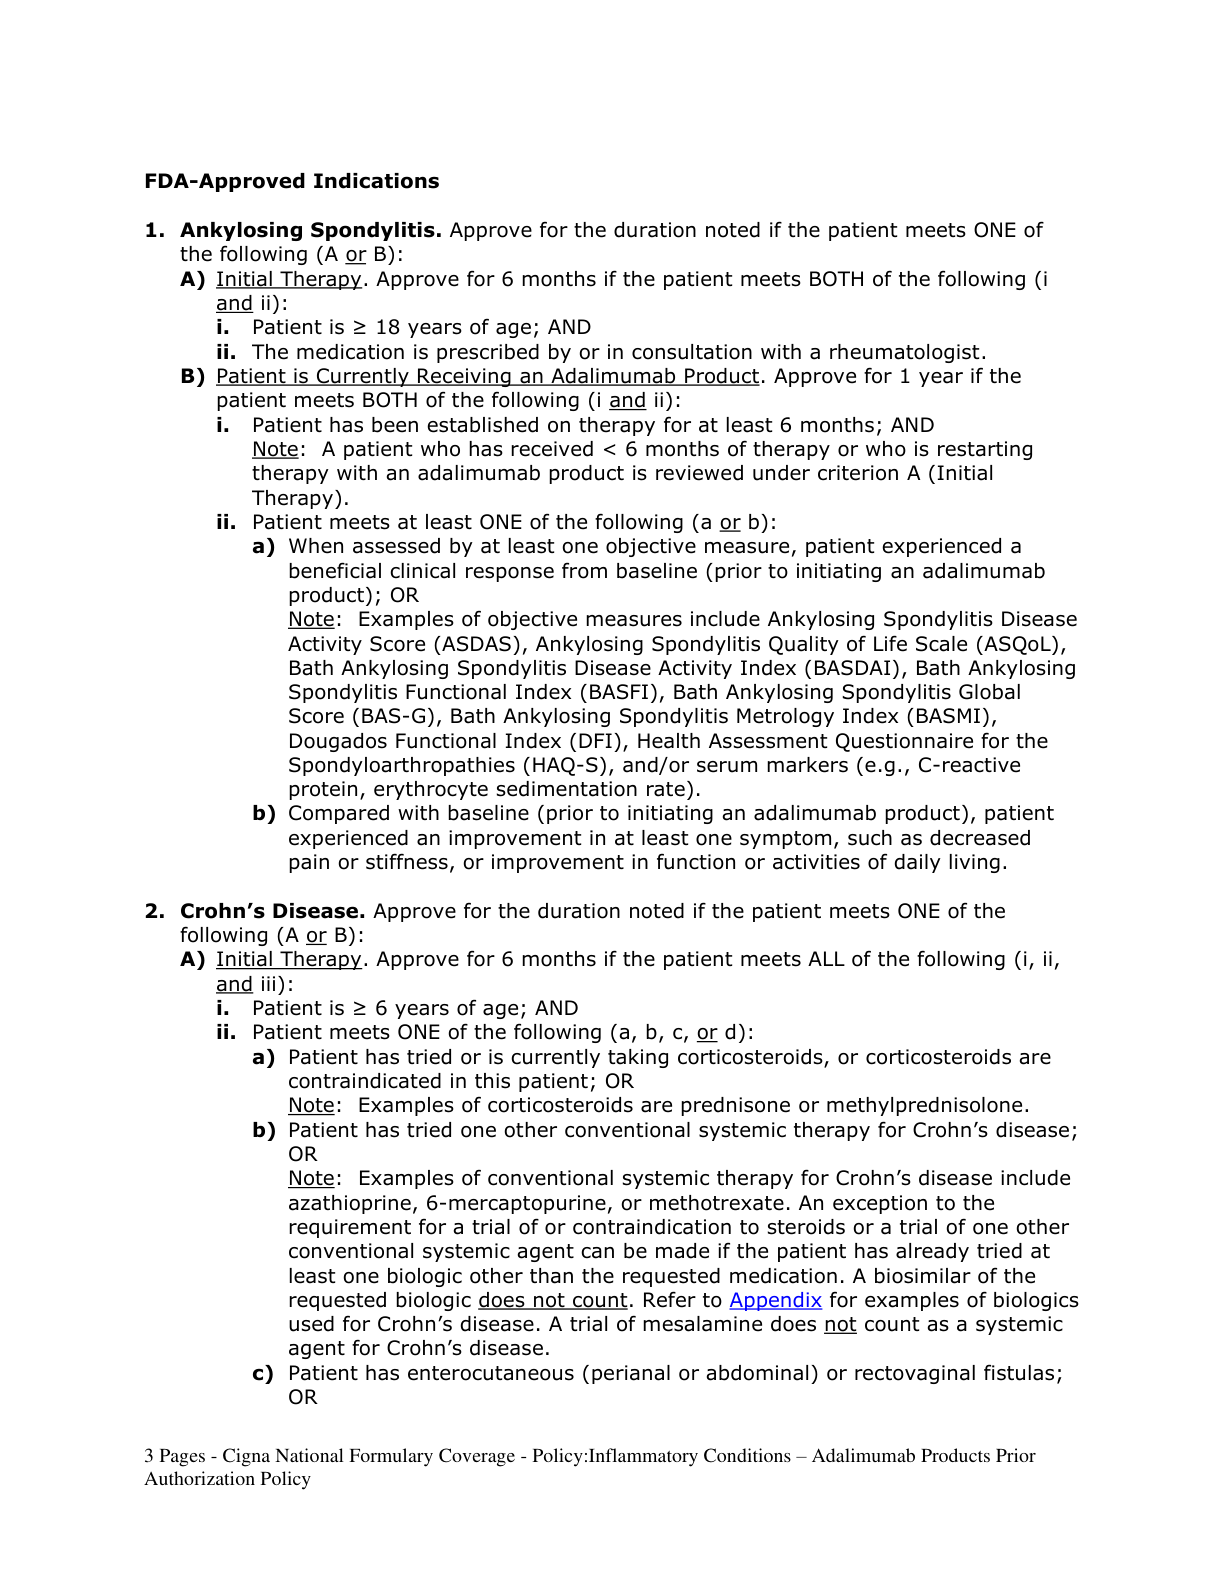 FDA-Approved Indications
1. Ankylosing Spondylitis. Approve for the duration noted if the patient meets ONE of
the following (A or B):
A) Initial Therapy. Approve for 6 months if the patient meets BOTH of the following (i
and ii):
i. Patient is ≥ 18 years of age; AND
ii. The medication is prescribed by or in consultation with a rheumatologist.
B) Patient is Currently Receiving an Adalimumab Product. Approve for 1 year if the
patient meets BOTH of the following (i and ii):
i. Patient has been established on therapy for at least 6 months; AND
Note: A patient who has received < 6 months of therapy or who is restarting
therapy with an adalimumab product is reviewed under criterion A (Initial
Therapy).
ii. Patient meets at least ONE of the following (a or b):
a) When assessed by at least one objective measure, patient experienced a
beneficial clinical response from baseline (prior to initiating an adalimumab
product); OR
Note: Examples of objective measures include Ankylosing Spondylitis Disease
Activity Score (ASDAS), Ankylosing Spondylitis Quality of Life Scale (ASQoL),
Bath Ankylosing Spondylitis Disease Activity Index (BASDAI), Bath Ankylosing
Spondylitis Functional Index (BASFI), Bath Ankylosing Spondylitis Global
Score (BAS-G), Bath Ankylosing Spondylitis Metrology Index (BASMI),
Dougados Functional Index (DFI), Health Assessment Questionnaire for the
Spondyloarthropathies (HAQ-S), and/or serum markers (e.g., C-reactive
protein, erythrocyte sedimentation rate).
b) Compared with baseline (prior to initiating an adalimumab product), patient
experienced an improvement in at least one symptom, such as decreased
pain or stiffness, or improvement in function or activities of daily living.
2. Crohn’s Disease. Approve for the duration noted if the patient meets ONE of the
following (A or B):
A) Initial Therapy. Approve for 6 months if the patient meets ALL of the following (i, ii,
and iii):
i. Patient is ≥ 6 years of age; AND
ii. Patient meets ONE of the following (a, b, c, or d):
a) Patient has tried or is currently taking corticosteroids, or corticosteroids are
contraindicated in this patient; OR
Note: Examples of corticosteroids are prednisone or methylprednisolone.
b) Patient has tried one other conventional systemic therapy for Crohn’s disease;
OR
Note: Examples of conventional systemic therapy for Crohn’s disease include
azathioprine, 6-mercaptopurine, or methotrexate. An exception to the
requirement for a trial of or contraindication to steroids or a trial of one other
conventional systemic agent can be made if the patient has already tried at
least one biologic other than the requested medication. A biosimilar of the
requested biologic does not count. Refer to Appendix for examples of biologics
used for Crohn’s disease. A trial of mesalamine does not count as a systemic
agent for Crohn’s disease.
c) Patient has enterocutaneous (perianal or abdominal) or rectovaginal fistulas;
OR
3 Pages - Cigna National Formulary Coverage - Policy:Inflammatory Conditions – Adalimumab Products Prior
Authorization Policy